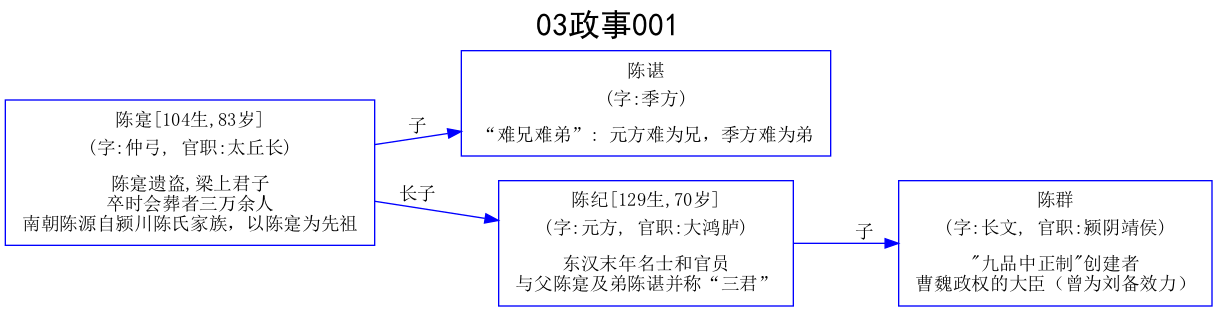 03政事001
陈寔[104生,83岁]
(字:仲弓, 官职:太丘长)
陈寔遗盗,梁上君子
卒时会葬者三万余人
南朝陈源自颍川陈氏家族，以陈寔为先祖
子
长子
陈谌
(字:季方)
“难兄难弟”: 元方难为兄，季方难为弟
陈纪[129生,70岁]
(字:元方, 官职:大鸿胪)
东汉末年名士和官员
与父陈寔及弟陈谌并称“三君”
子
陈群
(字:长文, 官职:颍阴靖侯)
"九品中正制"创建者
曹魏政权的大臣（曾为刘备效力）